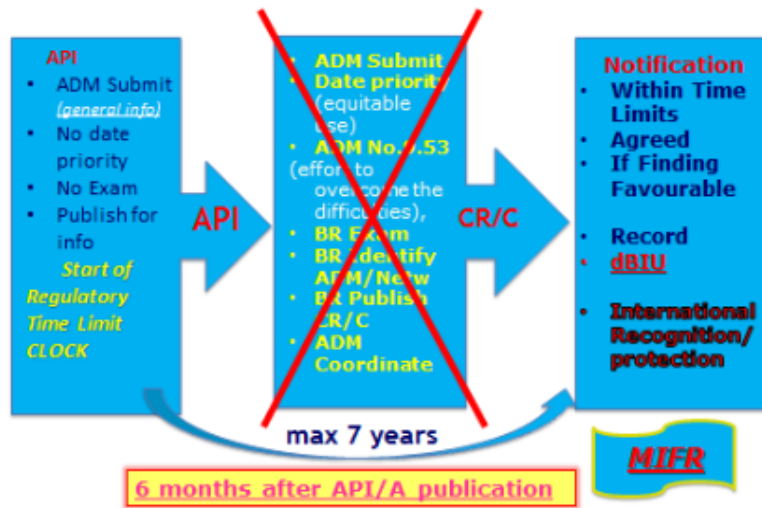 API
• ADM Submit
(general info)
• No date
priority
• No Exam
• Publish for
info
Start of
Regulatory
Time Limit
CLOCK
API
• ADM Submit
• Date priority
(equitable
use)
• ADM No.9.53
(effort to
overcome the
difficulties),
• BR Exam
• BR Identify
ADM/Netw
• BR Publish
CR/C
• ADM
Coordinate
CR/C
Notification
• Within Time
Limits
• Agreed
• If Finding
Favourable
• Record
• dBIU
• International
Recognition/
protection
max 7 years
6 months after API/A publication
MIFR